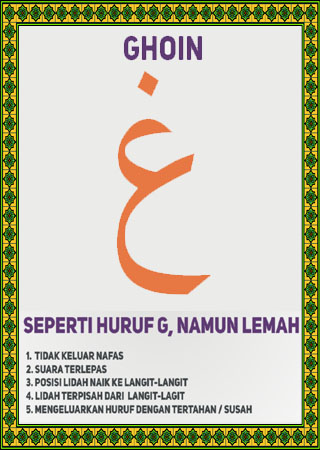 GHOIN
غ
SEPERTI HURUF G, NAMUN LEMAH
1. TIDAK KELUAR NAFAS
2. SUARA TERLEPAS
3. POSISI LIDAH NAIK KE LANGIT-LANGIT
4. LIDAH TERPISAH DARI LANGIT-LAGIT
5. MENGELUARKAN HURUF DENGAN TERTAHAN / SUSAH